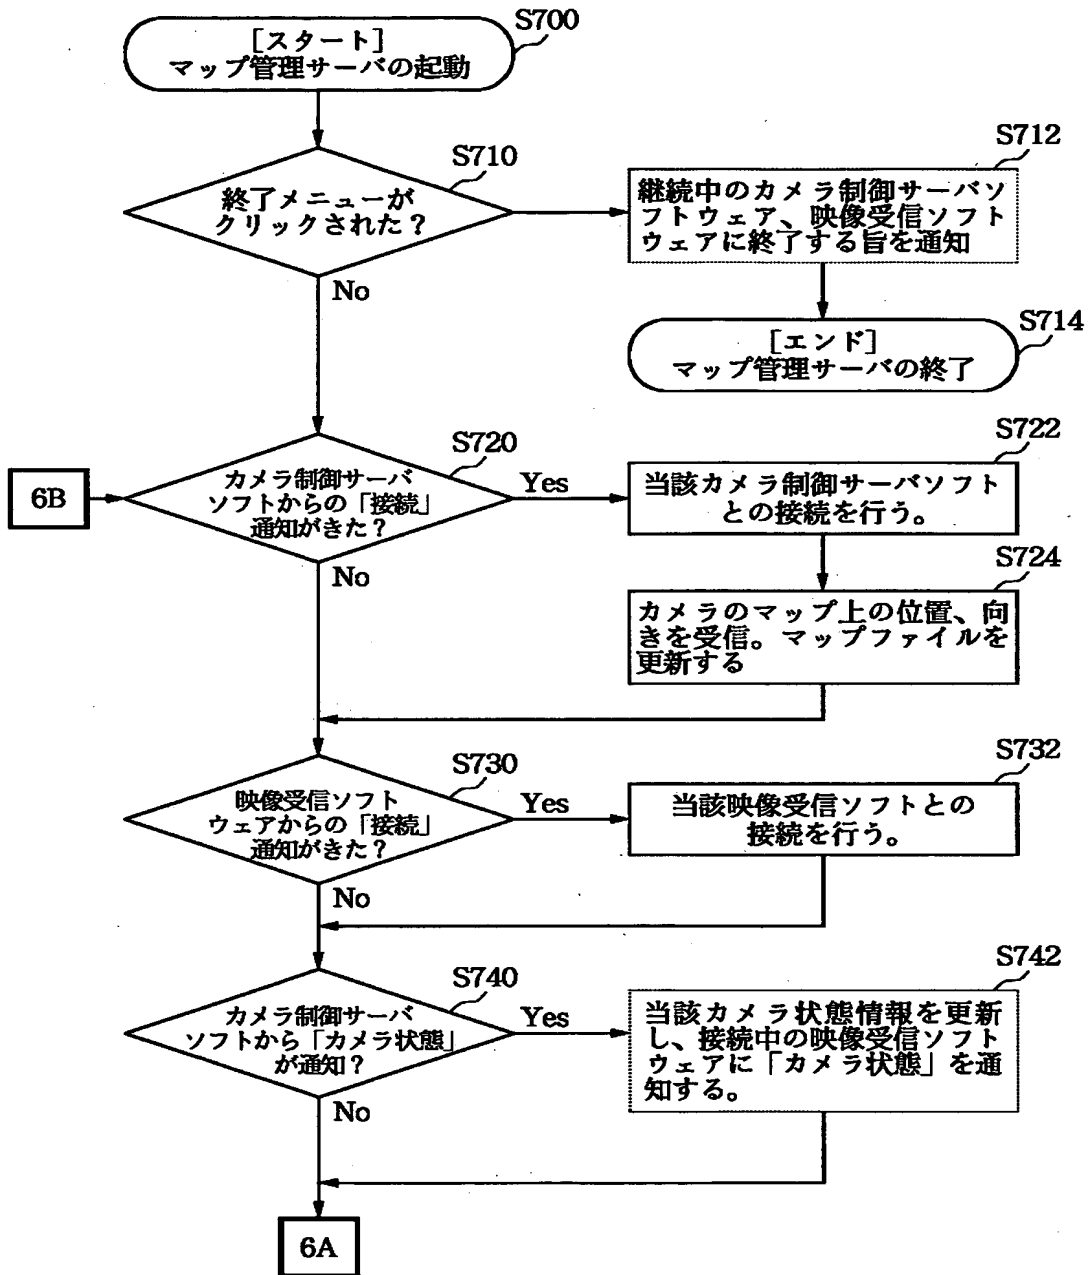 S700
[スタート]
マップ管理サーバの起動
S710
終了メニューが
クリックされた?
No
S712
継続中のカメラ制御サーバソ
フトウェア、映像受信ソフト
ウェアに終了する旨を通知
S714
[エンド]
マップ管理サーバの終了
6B
S720
カメラ制御サーバ
ソフトからの「接続」
通知がきた?
Yes
No
S722
当該カメラ制御サーバソフト
との接続を行う。
S724
カメラのマップ上の位置、向
きを受信。マップファイルを
更新する
S730
映像受信ソフト
ウェアからの「接続」
通知がきた?
Yes
No
S732
当該映像受信ソフトとの
接続を行う。
S740
カメラ制御サーバ
ソフトから「カメラ状態」
が通知?
Yes
No
S742
当該カメラ状態情報を更新
し、接続中の映像受信ソフト
ウェアに「カメラ状態」を通
知する。
6A